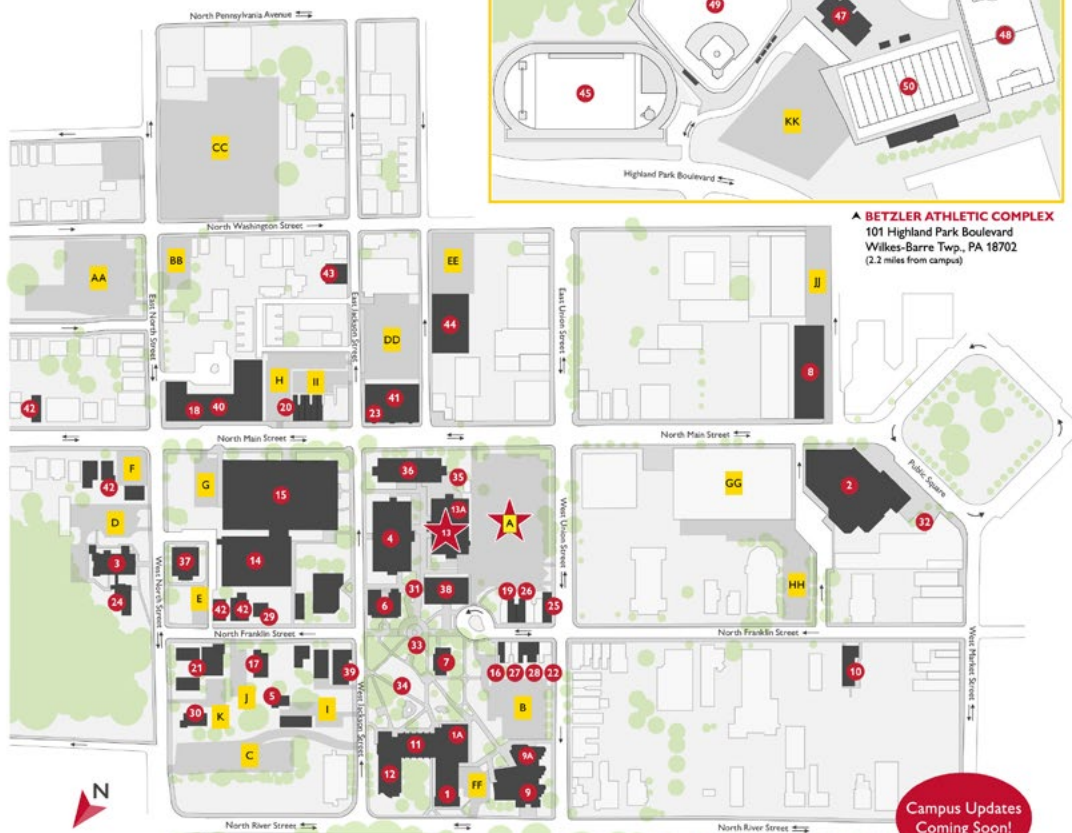 49
47
48
45
50
KK
Highland Park Boulevard
BETZLER ATHLETIC COMPLEX
101 Highland Park Boulevard
Wilkes-Barre Twp., PA 18702
(2.2 miles from campus)
North Pennsylvania Avenue
CC
North Washington Street
AA
BB
43
EE
JJ
East North Street
East Jackson Street
East Union Street
44
DD
8
H
II
42
18
40
20
23
41
North Main Street
North Main Street
Public Square
F
42
G
15
36
35
13A
13
A
GG
2
32
D
4
3
37
14
West North Street
West Union Street
24
E
42
42
29
6
31
38
19
26
25
HH
North Franklin Street
North Franklin Street
21
17
39
33
7
16
27
28
22
10
West Market Street
J
5
34
30
K
I
B
West Jackson Street
C
11
1A
9A
12
1
FF
9
N
North River Street
North River Street
Campus Updates
Coming Soon!